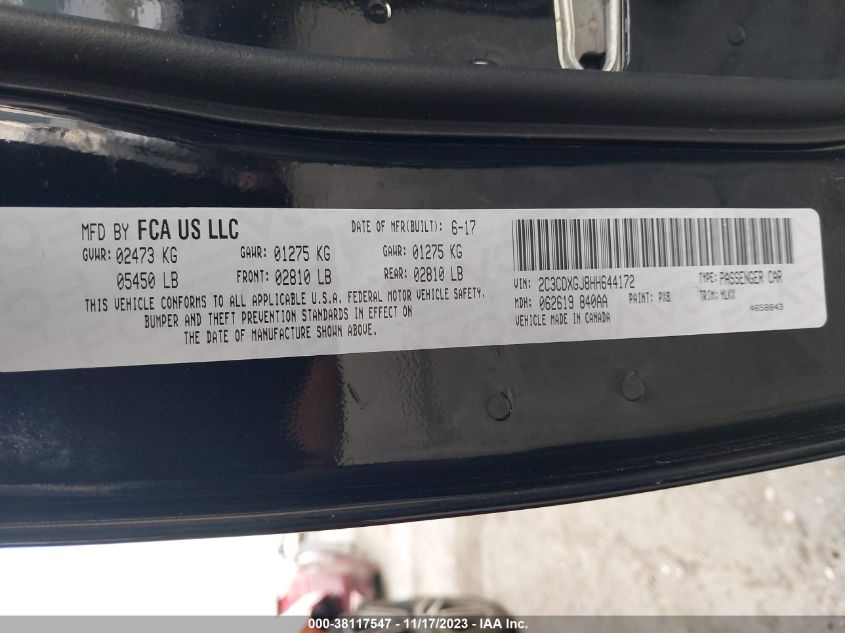 MFD BY FCA US LLC DATE OF MFR(BUILT): 6-17
GVWR: 02473 KG GAWR: 01275 KG GAWR: 01275 KG
05450 LB FRONT: 02810 LB REAR: 02810 LB
THIS VEHICLE CONFORMS TO ALL APPLICABLE U.S.A. FEDERAL MOTOR VEHICLE SAFETY,
BUMPER AND THEFT PREVENTION STANDARDS IN EFFECT ON
THE DATE OF MANUFACTURE SHOWN ABOVE.
VIN: 2C3CDXGJ8HH644172 TYPE: PASSENGER CAR
MDH: 062619 840AA PAINT: PX8 TRIM: MLKX
VEHICLE MADE IN CANADA 4658843
000-38117547 - 11/17/2023 - IAA Inc.